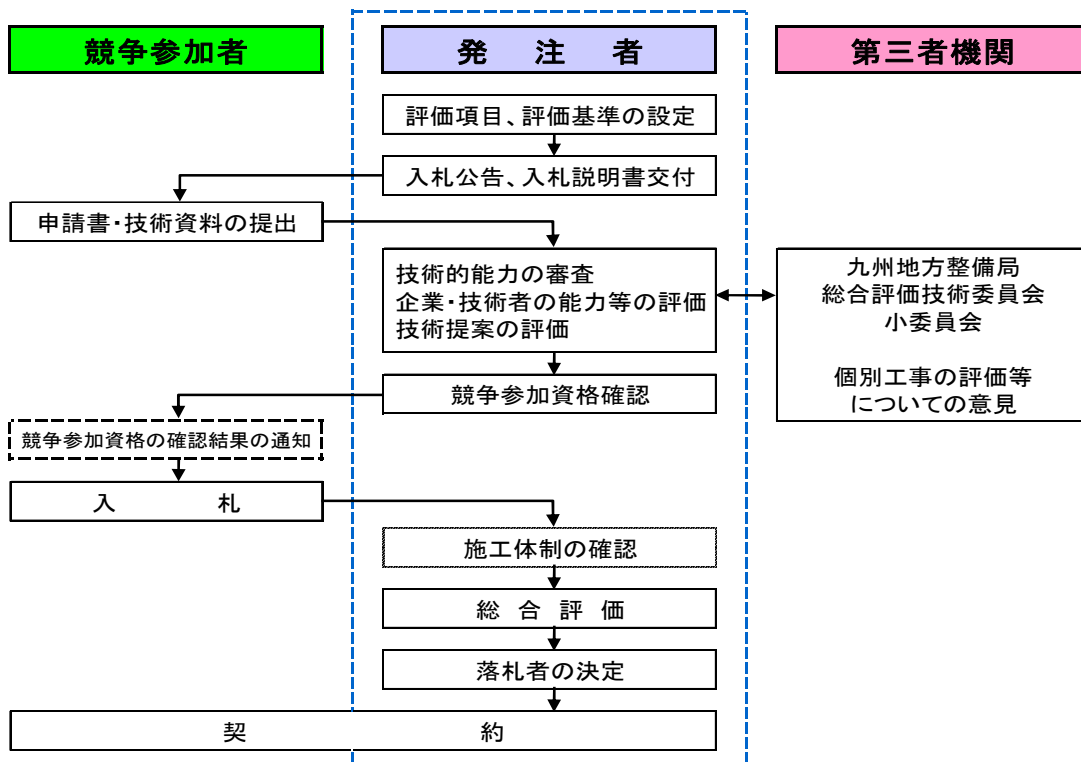 競争参加者
発 注 者
第三者機関
評価項目、評価基準の設定
入札公告、入札説明書交付
申請書・技術資料の提出
技術的能力の審査
企業・技術者の能力等の評価
技術提案の評価
九州地方整備局
総合評価技術委員会
小委員会
個別工事の評価等
についての意見
競争参加資格確認
競争参加資格の確認結果の通知
入 札
施工体制の確認
総 合 評 価
落札者の決定
契 約